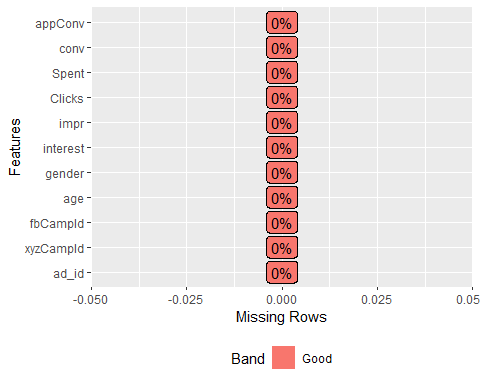 appConv 0%
conv 0%
Spent 0%
Clicks 0%
impr 0%
interest 0%
gender 0%
age 0%
fbCampId 0%
xyzCampId 0%
ad_id 0%
Features
-0.050 -0.025 0.000 0.025 0.05
Missing Rows
Band Good